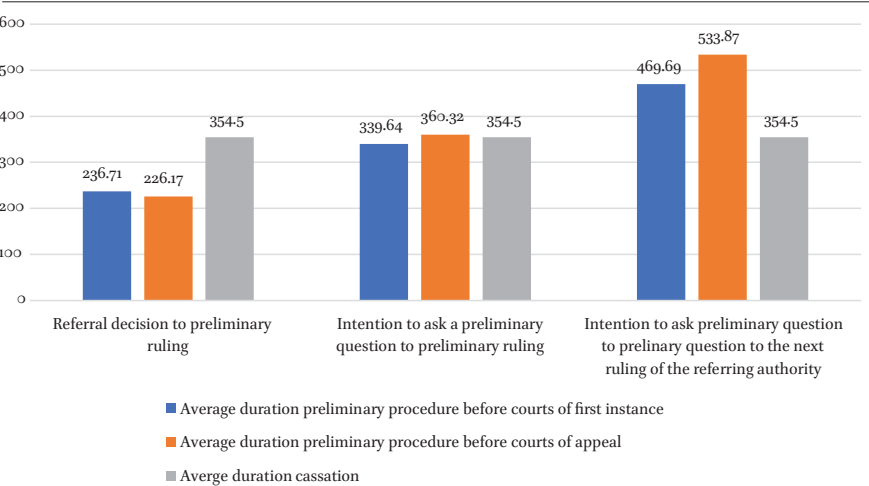 600
500
400
300
200
100
0
236.71
226.17
354.5
339.64
360.32
354.5
469.69
533.87
354.5
Referral decision to preliminary
ruling
Intention to ask a preliminary
question to preliminary ruling
Intention to ask preliminary question
to prelinary question to the next
ruling of the referring authority
Average duration preliminary procedure before courts of first instance
Average duration preliminary procedure before courts of appeal
Averge duration cassation